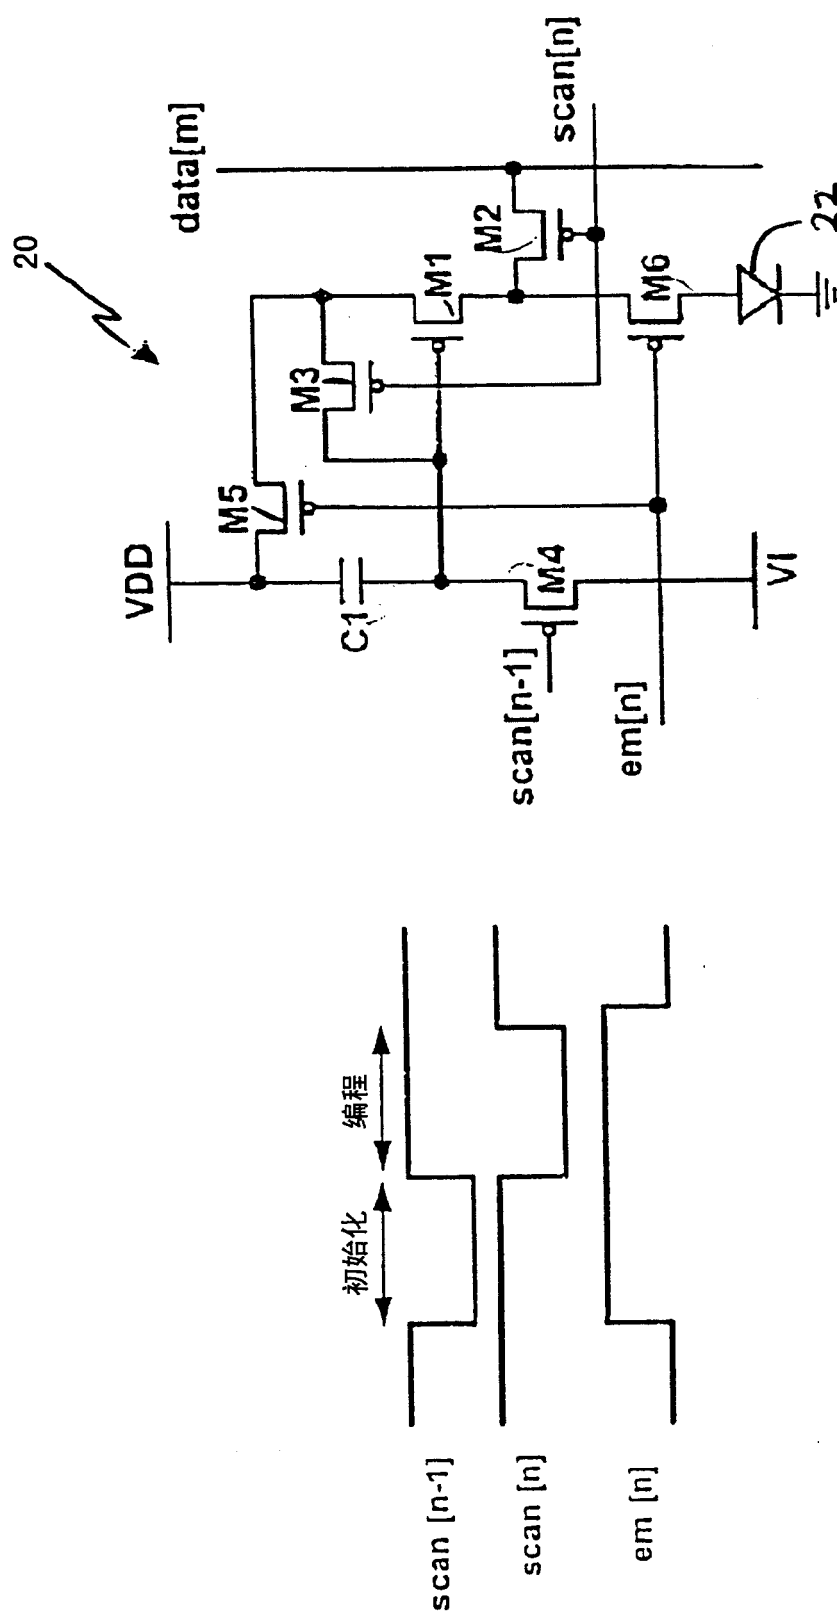 20
data[m]
scan[n]
VDD
M5
M3
M1
M2
C1
M4
M6
22
scan[n-1]
em[n]
VI
初始化
编程
scan [n-1]
scan [n]
em [n]